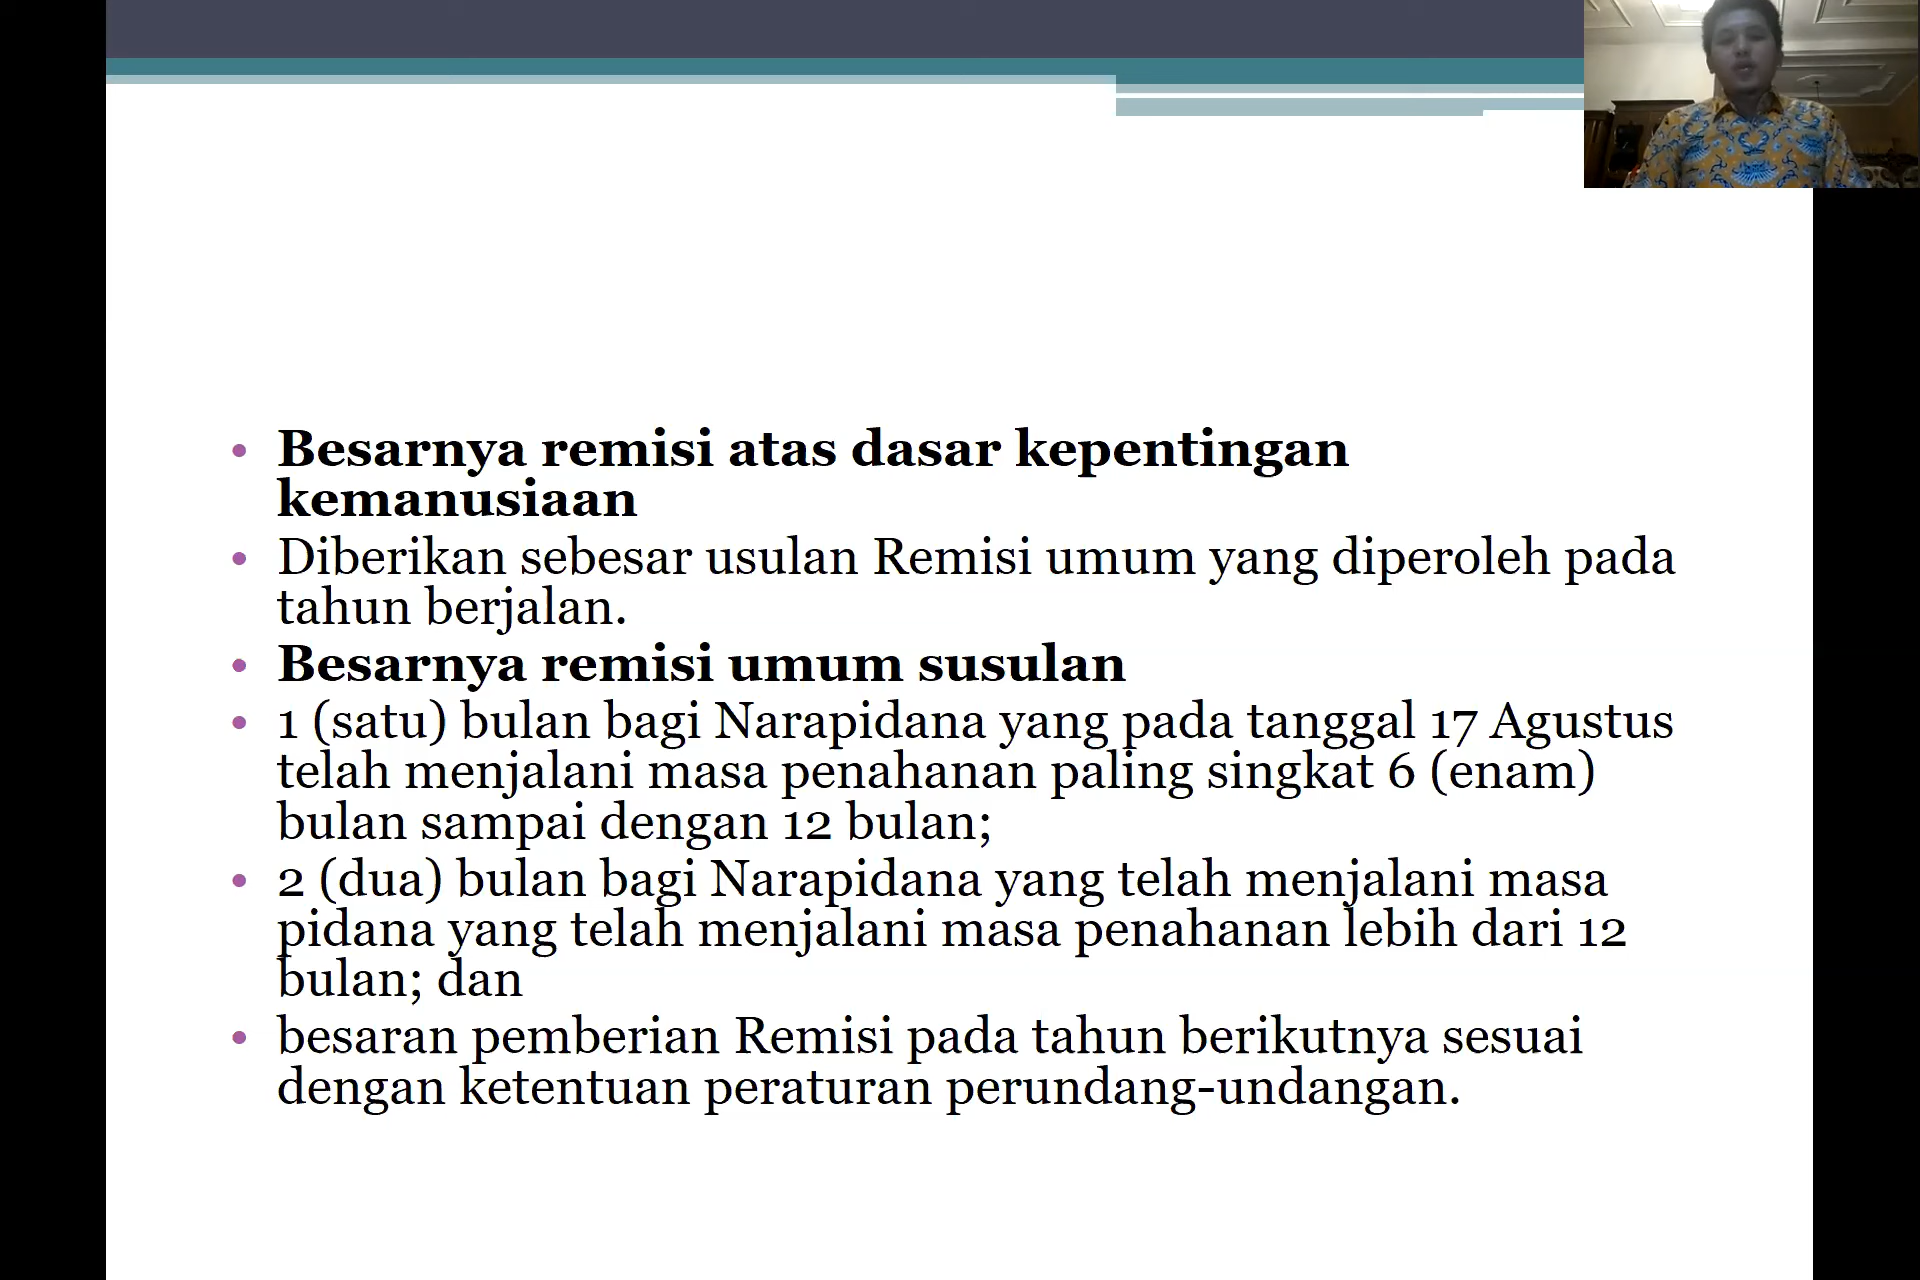 Besarnya remisi atas dasar kepentingan
kemanusiaan
Diberikan sebesar usulan Remisi umum yang diperoleh pada
tahun berjalan.
Besarnya remisi umum susulan
1 (satu) bulan bagi Narapidana yang pada tanggal 17 Agustus
telah menjalani masa penahanan paling singkat 6 (enam)
bulan sampai dengan 12 bulan;
2 (dua) bulan bagi Narapidana yang telah menjalani masa
pidana yang telah menjalani masa penahanan lebih dari 12
bulan; dan
besaran pemberian Remisi pada tahun berikutnya sesuai
dengan ketentuan peraturan perundang-undangan.